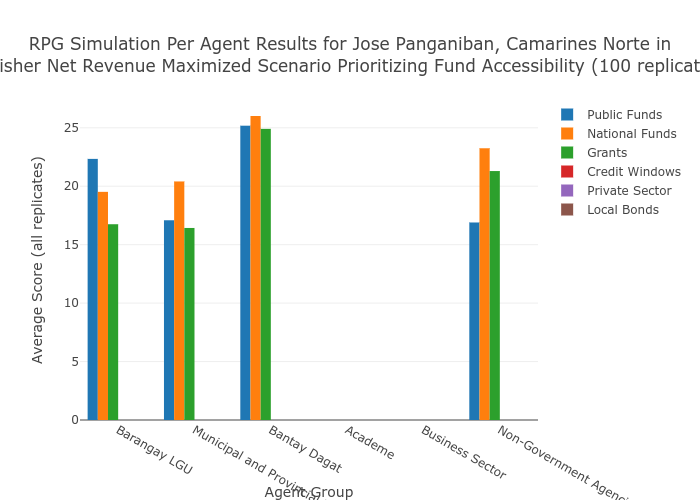 RPG Simulation Per Agent Results for Jose Panganiban, Camarines Norte in
isher Net Revenue Maximized Scenario Prioritizing Fund Accessibility (100 replicat
Public Funds
National Funds
Grants
Credit Windows
Private Sector
Local Bonds
Average Score (all replicates)
25
20
15
10
5
0
Barangay LGU
Municipal and Provincial
Bantay Dagat
Academe
Business Sector
Non-Government Agenci
Agent Group